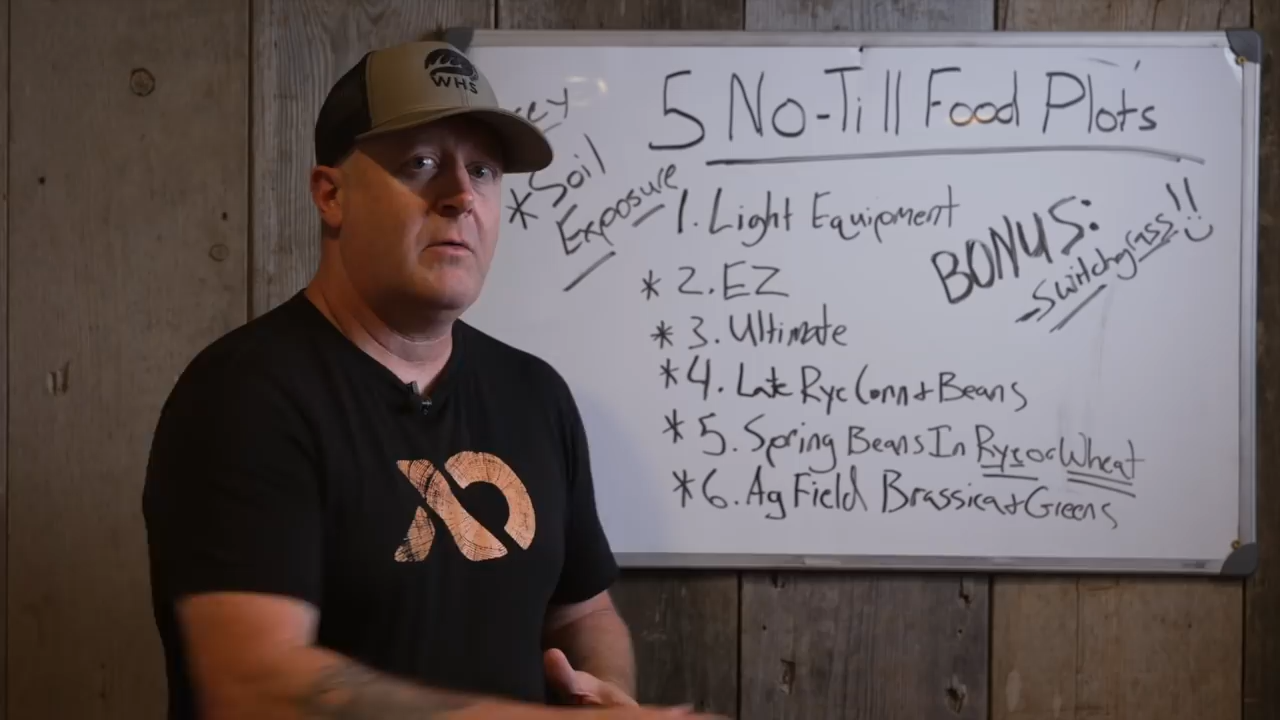 WHS
5 No-Till Food Plots
*Soil
Exposure
1. Light Equipment
BONUS:
Switchgrass!!
* 2. EZ
* 3. Ultimate
* 4. Late Rye Corn + Beans
* 5. Spring Beans In Rye or Wheat
* 6. Ag Field Brassica + Greens